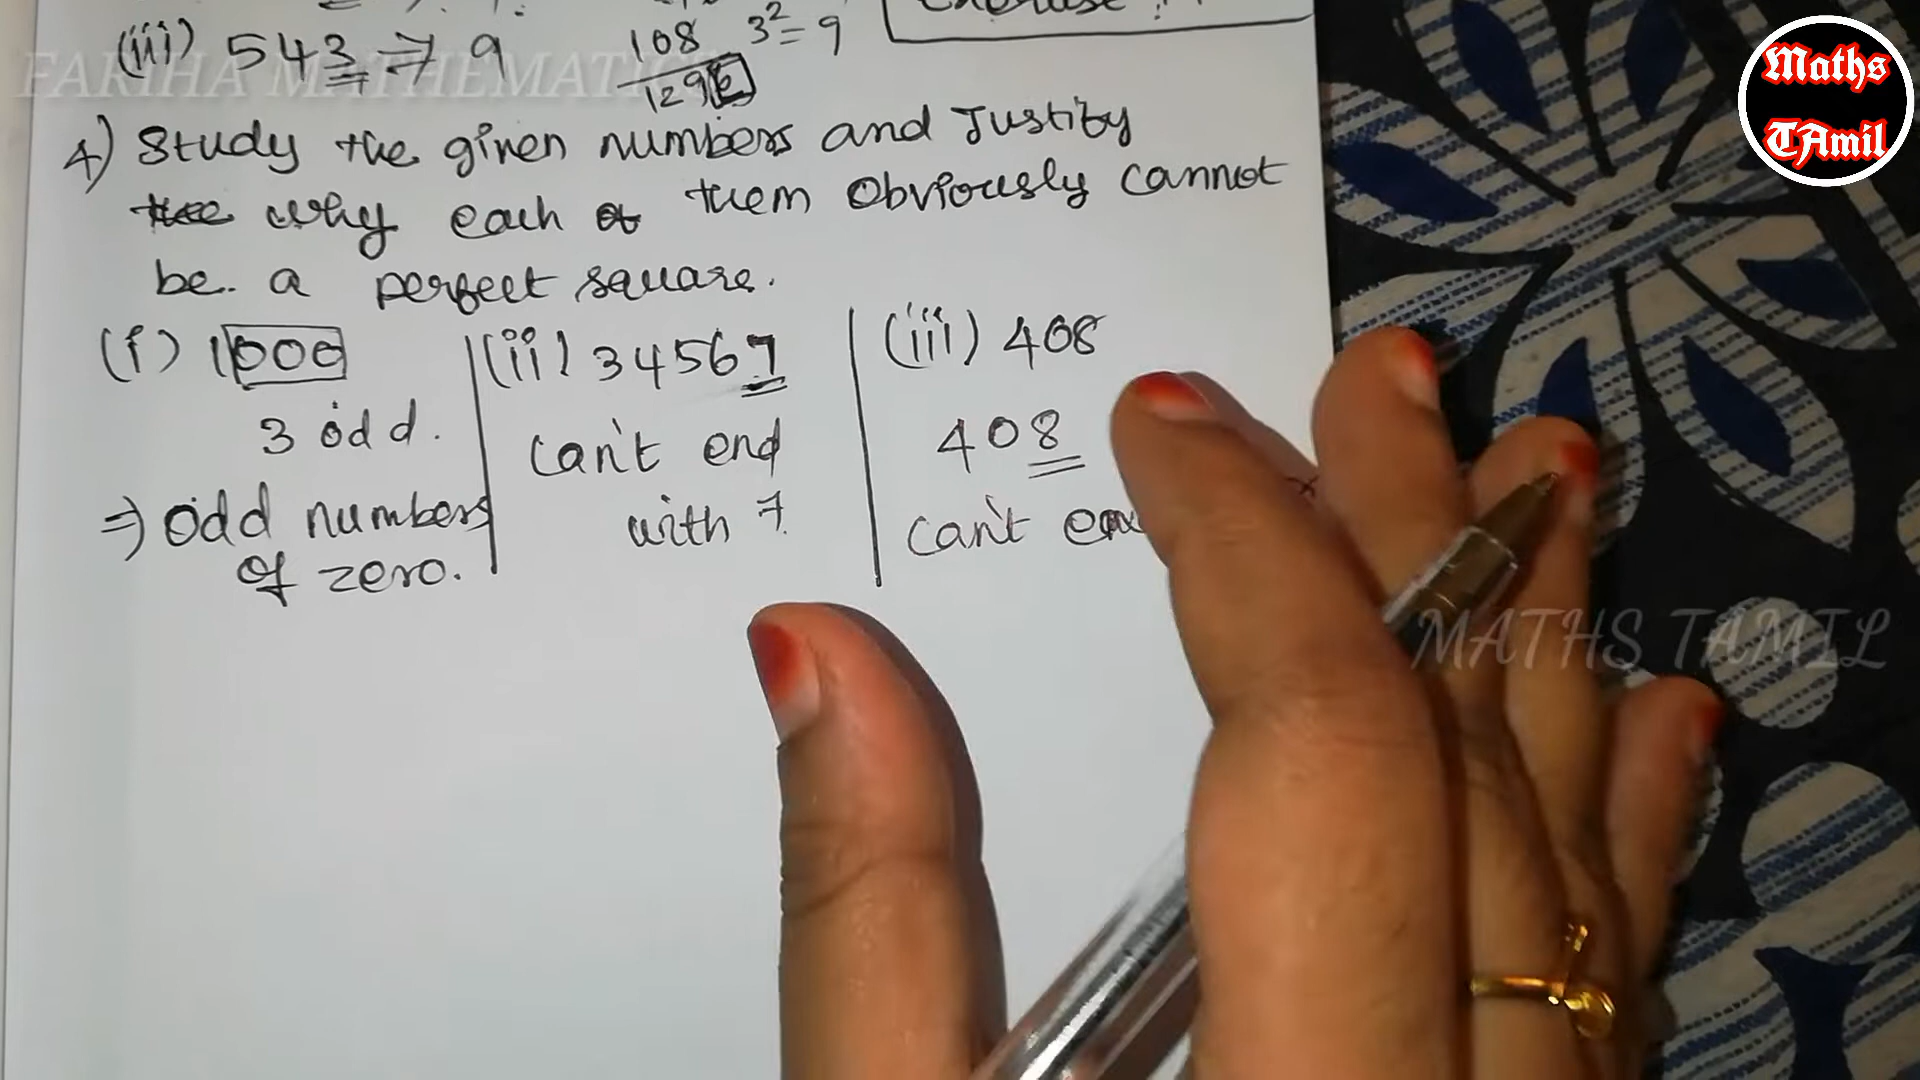 (iii) 543 => 9
108
129
3² = 9
FARIHA MATHEMATI
Maths
TAmil
4) Study the given numbers and Justify
why each of them obviously cannot
be a perfect square.
(i) 1000
3 odd.
=> Odd numbers
of zero.
(ii) 34567
can't end
with 7.
(iii) 408
408
can't
MATHS TAMIL